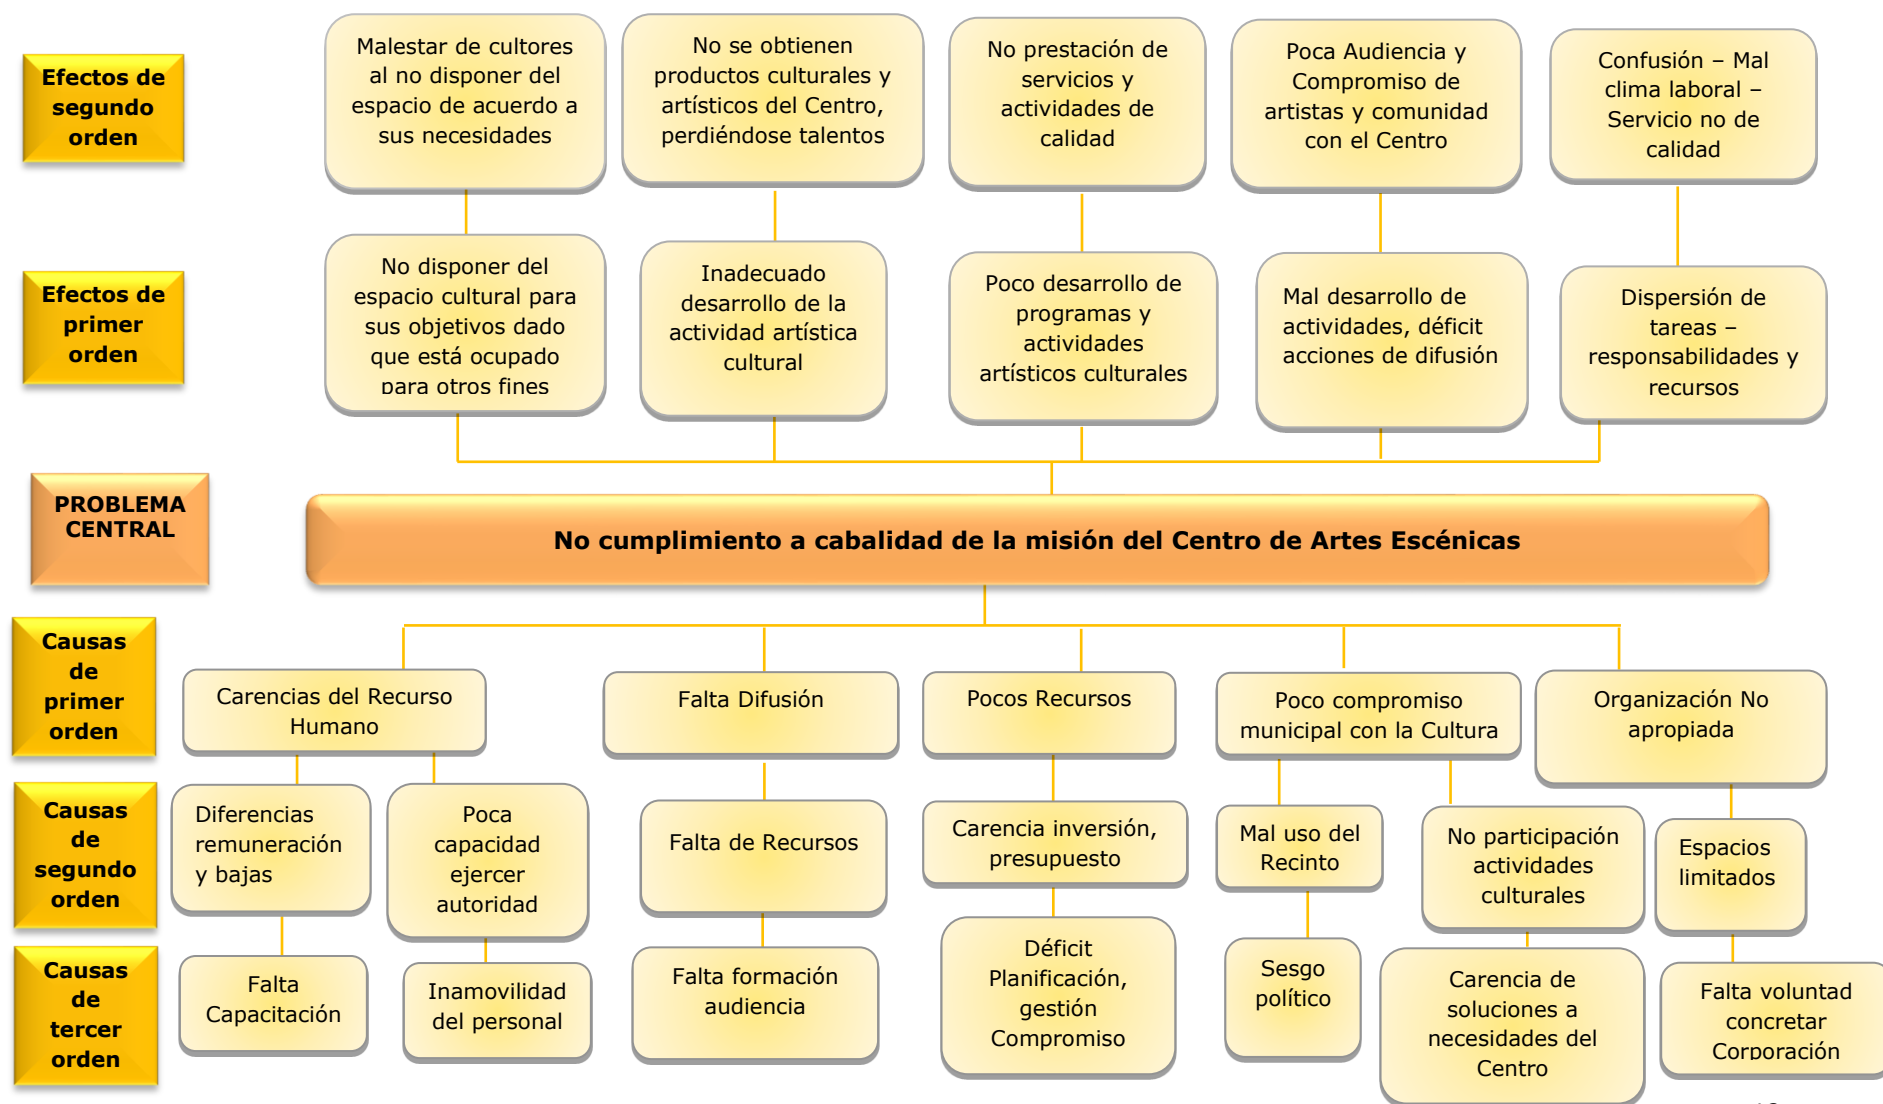 Efectos de
segundo
orden
Malestar de cultores
al no disponer del
espacio de acuerdo a
sus necesidades
No se obtienen
productos culturales y
artísticos del Centro,
perdiéndose talentos
No prestación de
servicios y
actividades de
calidad
Poca Audiencia y
Compromiso de
artistas y comunidad
con el Centro
Confusión – Mal
clima laboral –
Servicio no de
calidad
Efectos de
primer
orden
No disponer del
espacio cultural para
sus objetivos dado
que está ocupado
para otros fines
Inadecuado
desarrollo de la
actividad artística
cultural
Poco desarrollo de
programas y
actividades
artísticos culturales
Mal desarrollo de
actividades, déficit
acciones de difusión
Dispersión de
tareas –
responsabilidades y
recursos
PROBLEMA
CENTRAL
No cumplimiento a cabalidad de la misión del Centro de Artes Escénicas
Causas
de
primer
orden
Carencias del Recurso
Humano
Falta Difusión
Pocos Recursos
Poco compromiso
municipal con la Cultura
Organización No
apropiada
Causas
de
segundo
orden
Diferencias
remuneración
y bajas
Poca
capacidad
ejercer
autoridad
Falta de Recursos
Carencia inversión,
presupuesto
Mal uso del
Recinto
No participación
actividades
culturales
Espacios
limitados
Causas
de
tercer
orden
Falta
Capacitación
Inamovilidad
del personal
Falta formación
audiencia
Déficit
Planificación,
gestión
Compromiso
Sesgo
político
Carencia de
soluciones a
necesidades del
Centro
Falta voluntad
concretar
Corporación